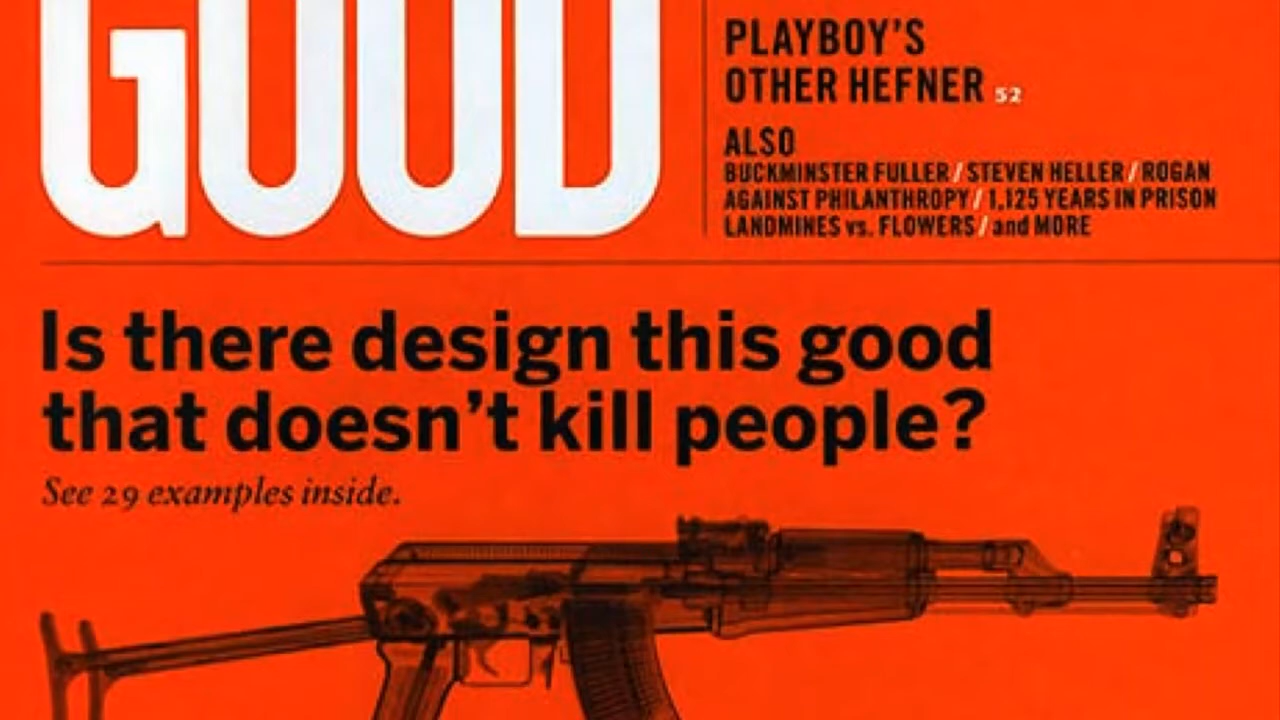 GOOD
PLAYBOY'S
OTHER HEFNER 52
ALSO
BUCKMINSTER FULLER / STEVEN HELLER / ROGAN
AGAINST PHILANTHROPY / 1,125 YEARS IN PRISON
LANDMINES vs. FLOWERS / and MORE
Is there design this good
that doesn't kill people?
See 29 examples inside.